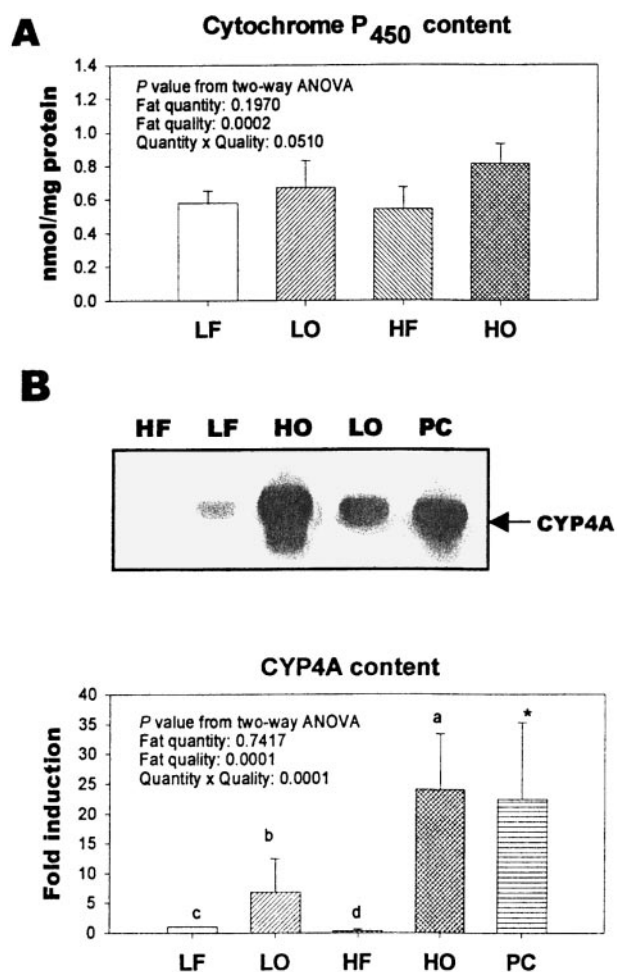 A
Cytochrome P450 content
P value from two-way ANOVA
Fat quantity: 0.1970
Fat quality: 0.0002
Quantity x Quality: 0.0510
nmol/mg protein
1.4
1.2
1.0
0.8
0.6
0.4
0.2
0.0
LF LO HF HO
B
HF LF HO LO PC
CYP4A
CYP4A content
P value from two-way ANOVA
Fat quantity: 0.7417
Fat quality: 0.0001
Quantity x Quality: 0.0001
Fold induction
40
35
30
25
20
15
10
5
0
c b d a *
LF LO HF HO PC